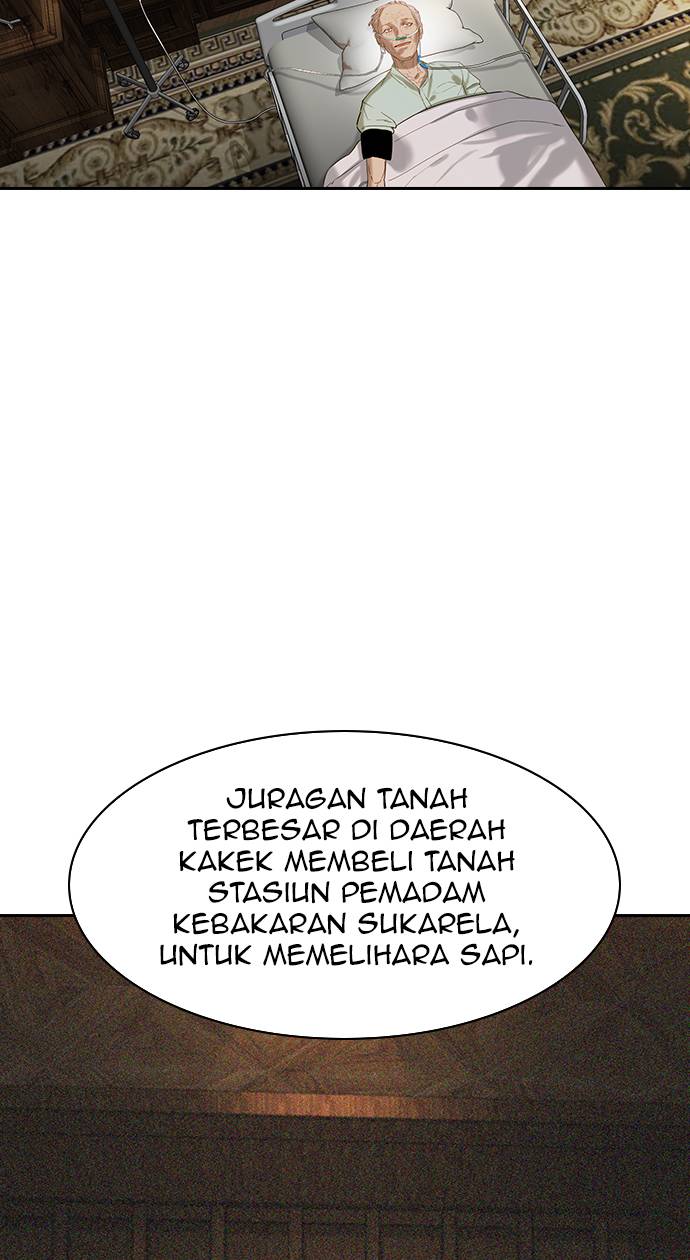 JURAGAN TANAH
TERBESAR DI DAERAH
KAKEK MEMBELI TANAH
STASIUN PEMADAM
KEBAKARAN SUKARELA,
UNTUK MEMELIHARA SAPI.